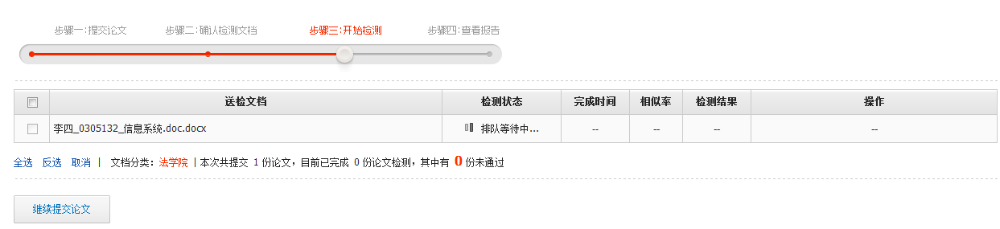 步骤一:提交论文 步骤二:确认检测文档 步骤三:开始检测 步骤四:查看报告
送检文档 检测状态 完成时间 相似率 检测结果 操作
李四_0305132_信息系统.doc.docx 排队等待中... -- -- -- --
全选 反选 取消 | 文档分类：法学院 | 本次共提交 1 份论文，目前已完成 0 份论文检测，其中有 0 份未通过
继续提交论文